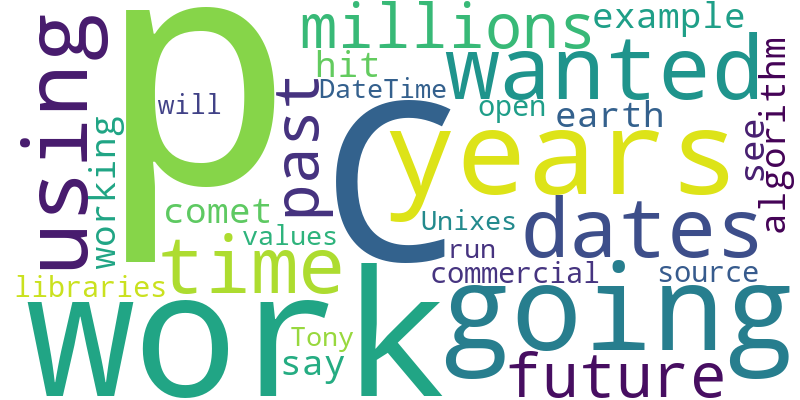 p
C
work
years
going
wanted
dates
time
using
millions
future
past
example
hit
DateTime
will
open
earth
see
algorithm
working
comet
values
Unixes
run
commercial
source
libraries
Tony
say